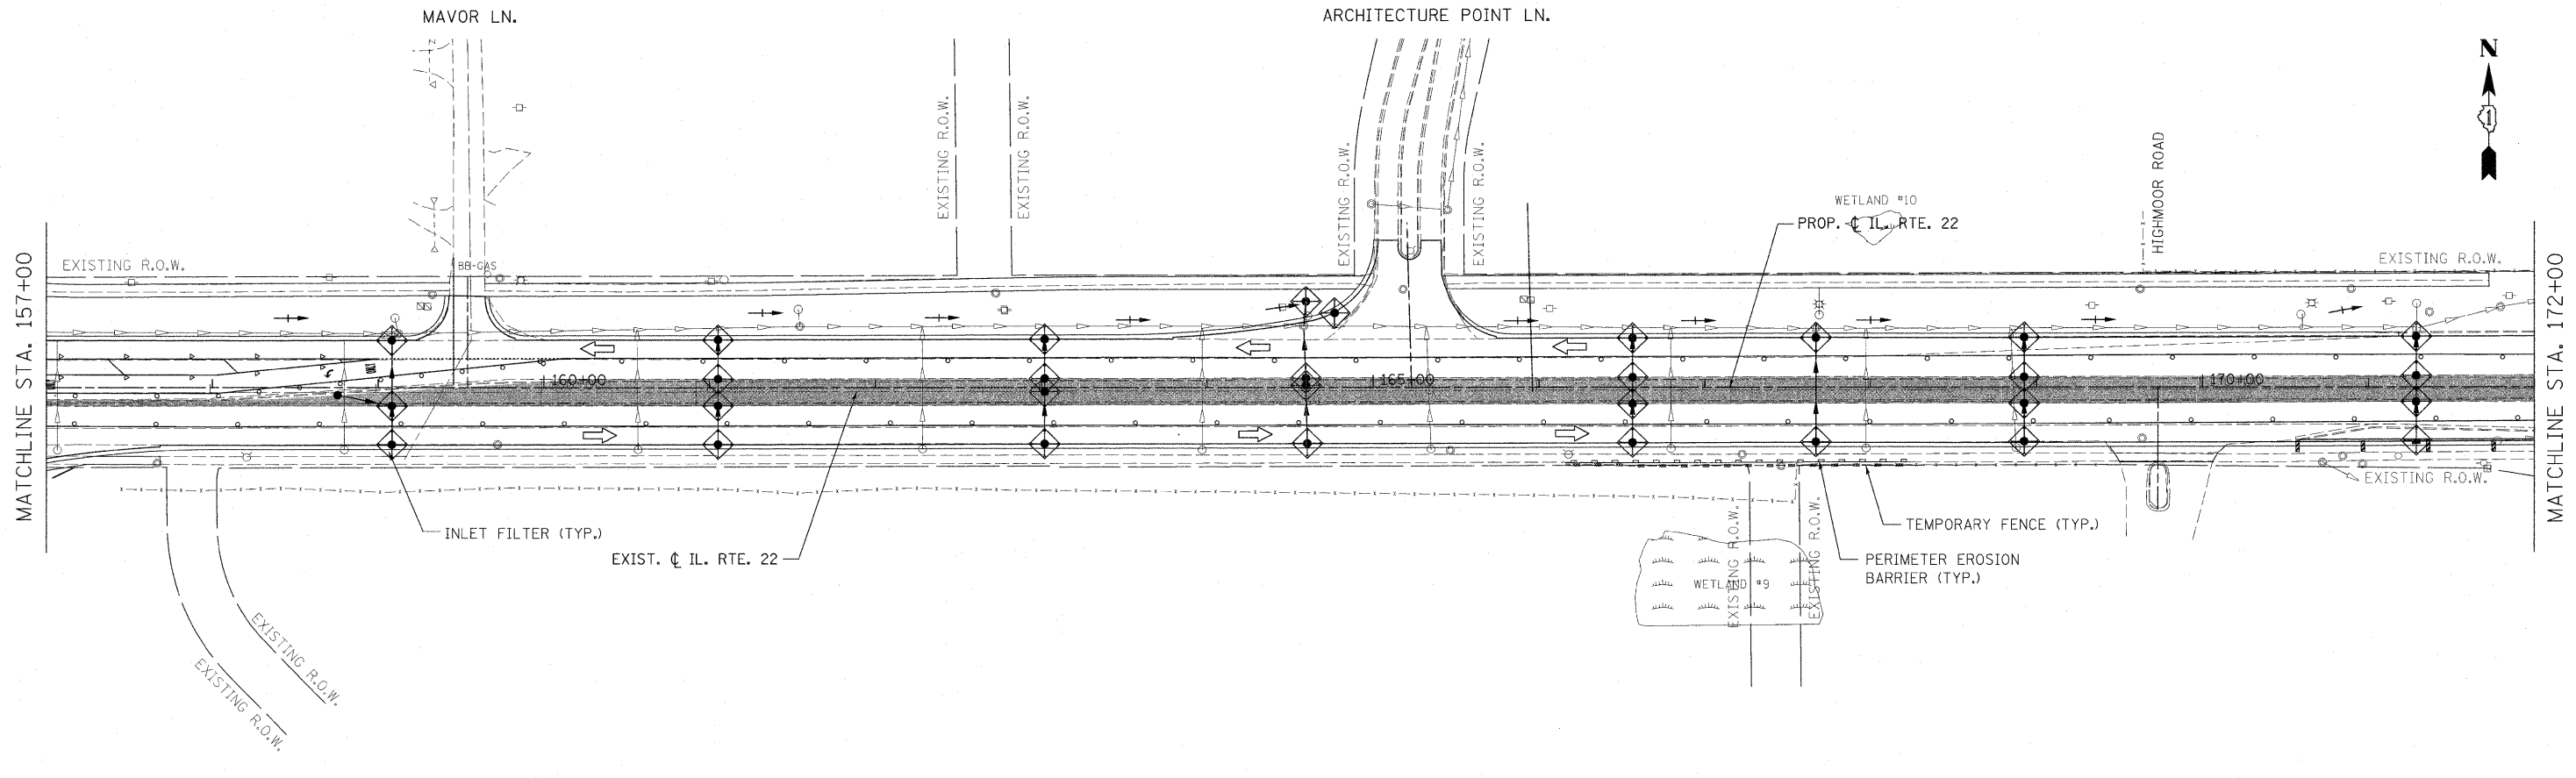 MAVOR LN.
ARCHITECTURE POINT LN.
N
1
MATCHLINE STA. 157+00
MATCHLINE STA. 172+00
EXISTING R.O.W.
BB-GAS
EXISTING R.O.W.
EXISTING R.O.W.
EXISTING R.O.W.
EXISTING R.O.W.
WETLAND #10
PROP. ℄ IL. RTE. 22
HIGHMOOR ROAD
EXISTING R.O.W.
160+00
165+00
170+00
INLET FILTER (TYP.)
EXIST. ℄ IL. RTE. 22
EXISTING R.O.W.
TEMPORARY FENCE (TYP.)
PERIMETER EROSION
BARRIER (TYP.)
WETLAND #9
EXISTING R.O.W.
EXISTING R.O.W.
EXISTING R.O.W.
EXISTING R.O.W.